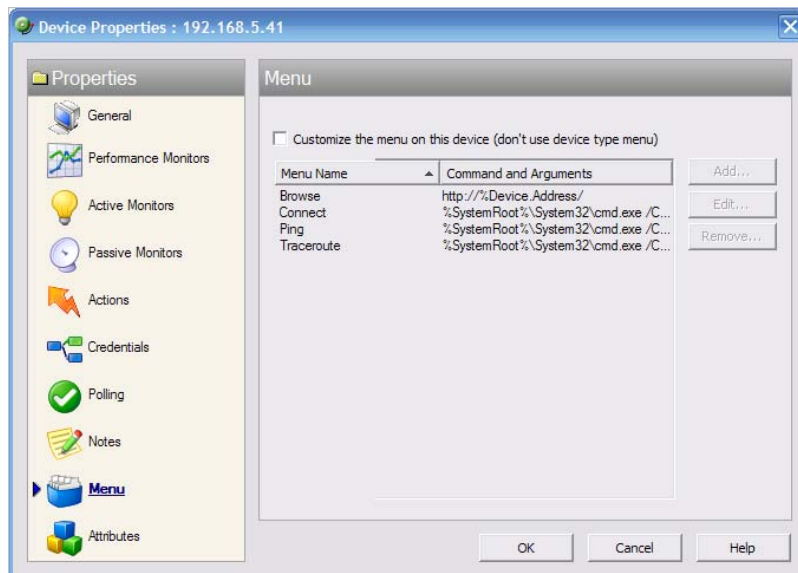 Device Properties : 192.168.5.41
Properties
General
Performance Monitors
Active Monitors
Passive Monitors
Actions
Credentials
Polling
Notes
Menu
Attributes
Menu
Customize the menu on this device (don't use device type menu)
Menu Name Command and Arguments
Browse http://%Device.Address/
Connect %SystemRoot%\System32\cmd.exe /C...
Ping %SystemRoot%\System32\cmd.exe /C...
Traceroute %SystemRoot%\System32\cmd.exe /C...
Add...
Edit...
Remove...
OK Cancel Help